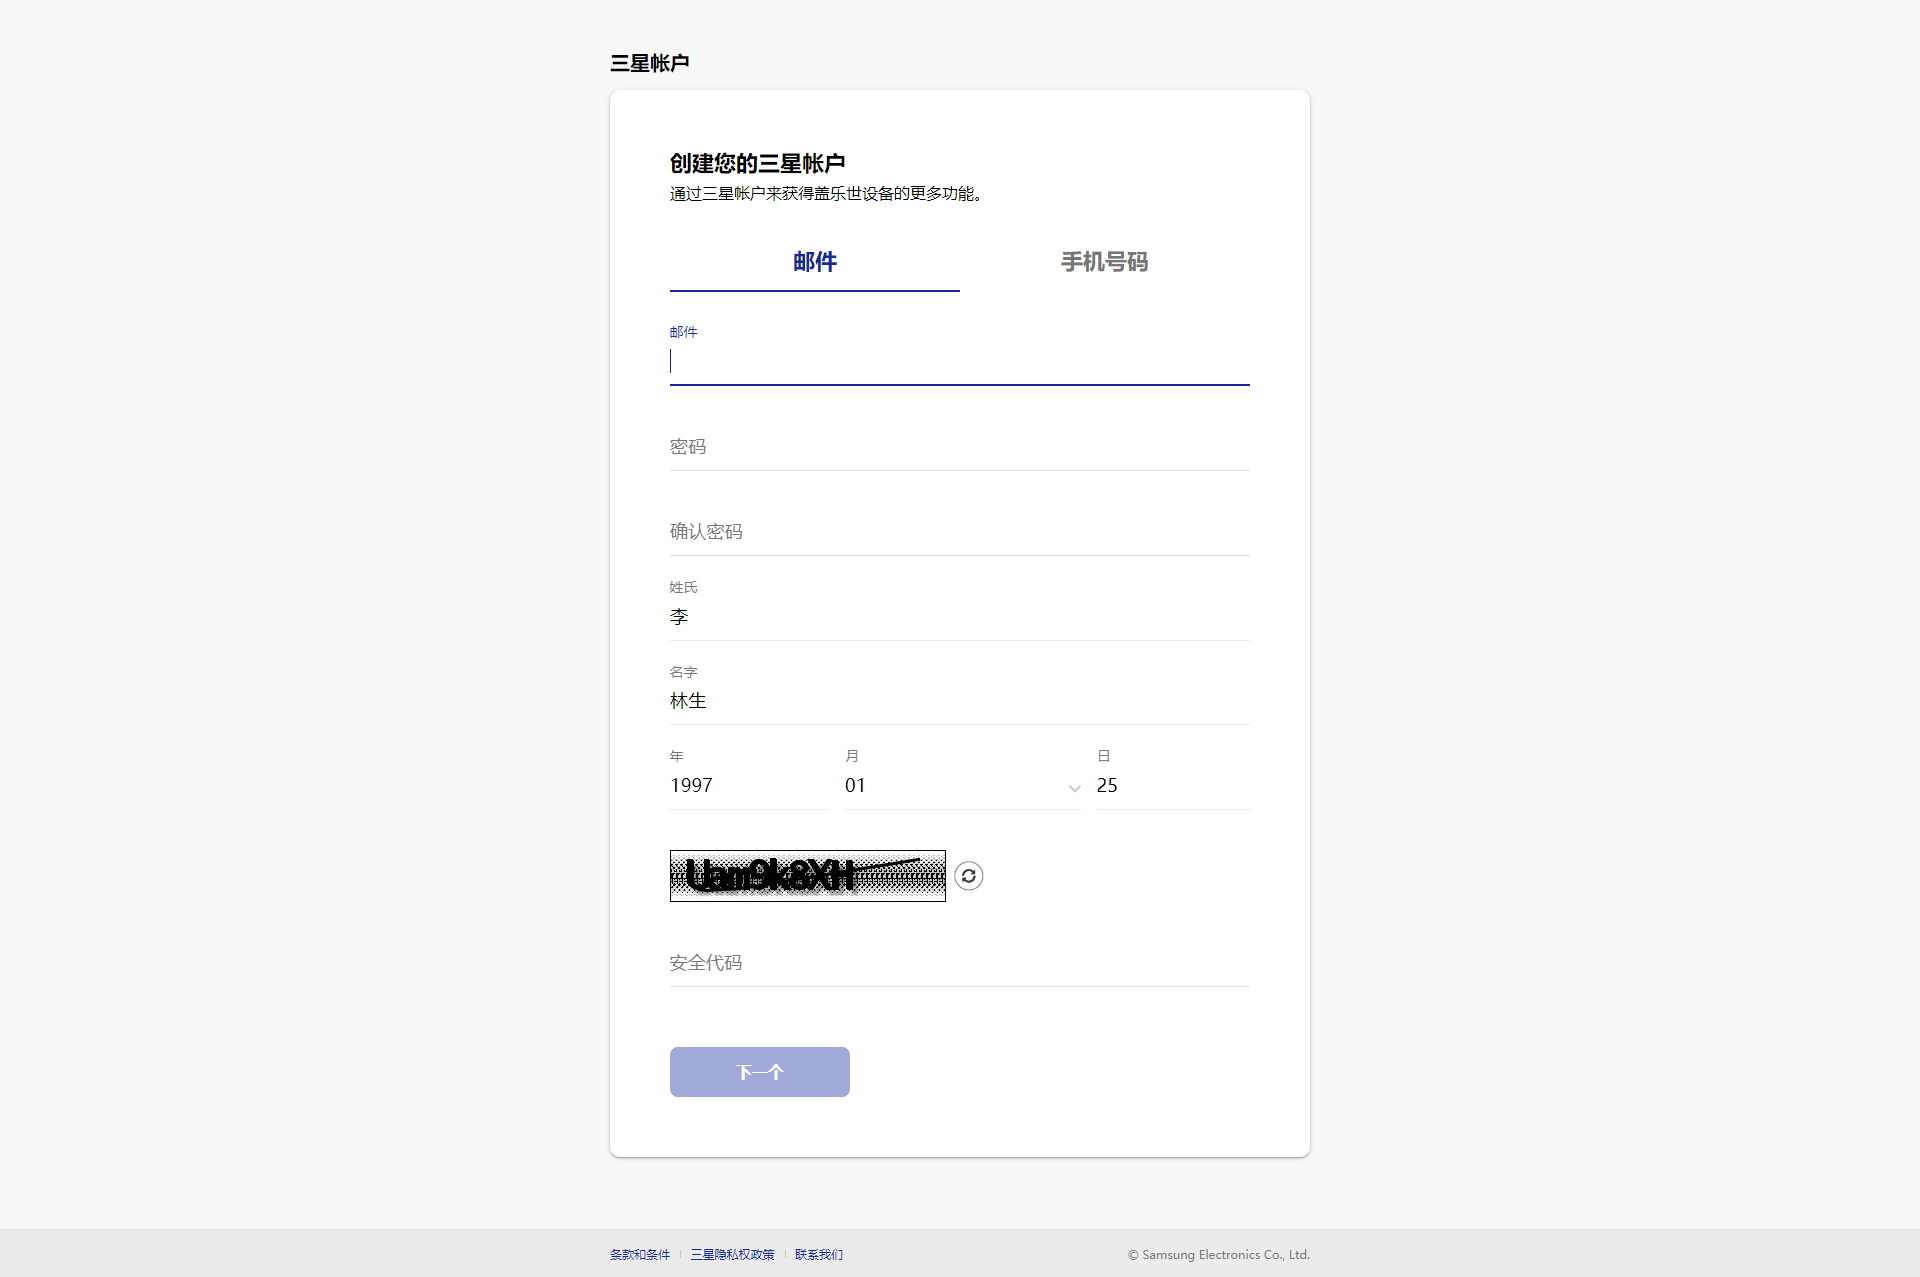 三星帐户
创建您的三星帐户
通过三星帐户来获得盖乐世设备的更多功能。
邮件 手机号码
邮件
密码
确认密码
姓氏
李
名字
林生
年 月 日
1997 01 25
Uam9k8XH
安全代码
下一个
条款和条件 三星隐私权政策 联系我们 © Samsung Electronics Co., Ltd.